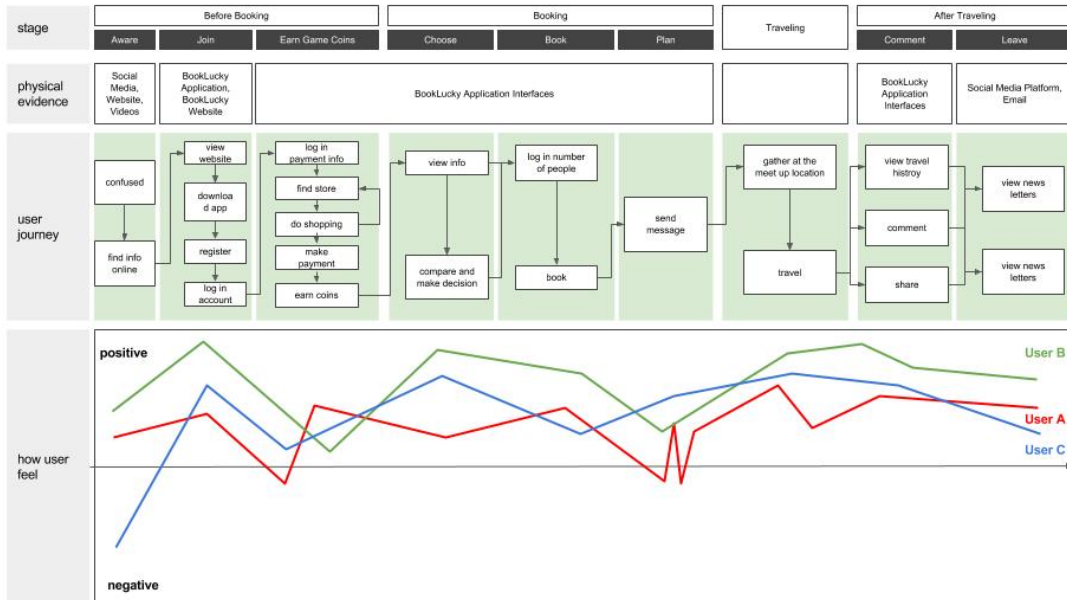 stage
Before Booking
Aware
Join
Earn Game Coins
Booking
Choose
Book
Plan
Traveling
After Traveling
Comment
Leave
physical
evidence
Social
Media,
Website,
Videos
BookLucky
Application,
BookLucky
Website
BookLucky Application Interfaces
BookLucky
Application
Interfaces
Social Media Platform,
Email
user
journey
confused
find info
online
view
website
downloa
d app
register
log in
account
log in
payment info
find store
do shopping
make
payment
earn coins
view info
compare and
make decision
log in number
of people
book
send
message
gather at the
meet up location
travel
view travel
histroy
comment
share
view news
letters
view news
letters
how user
feel
positive
negative
User B
User A
User C